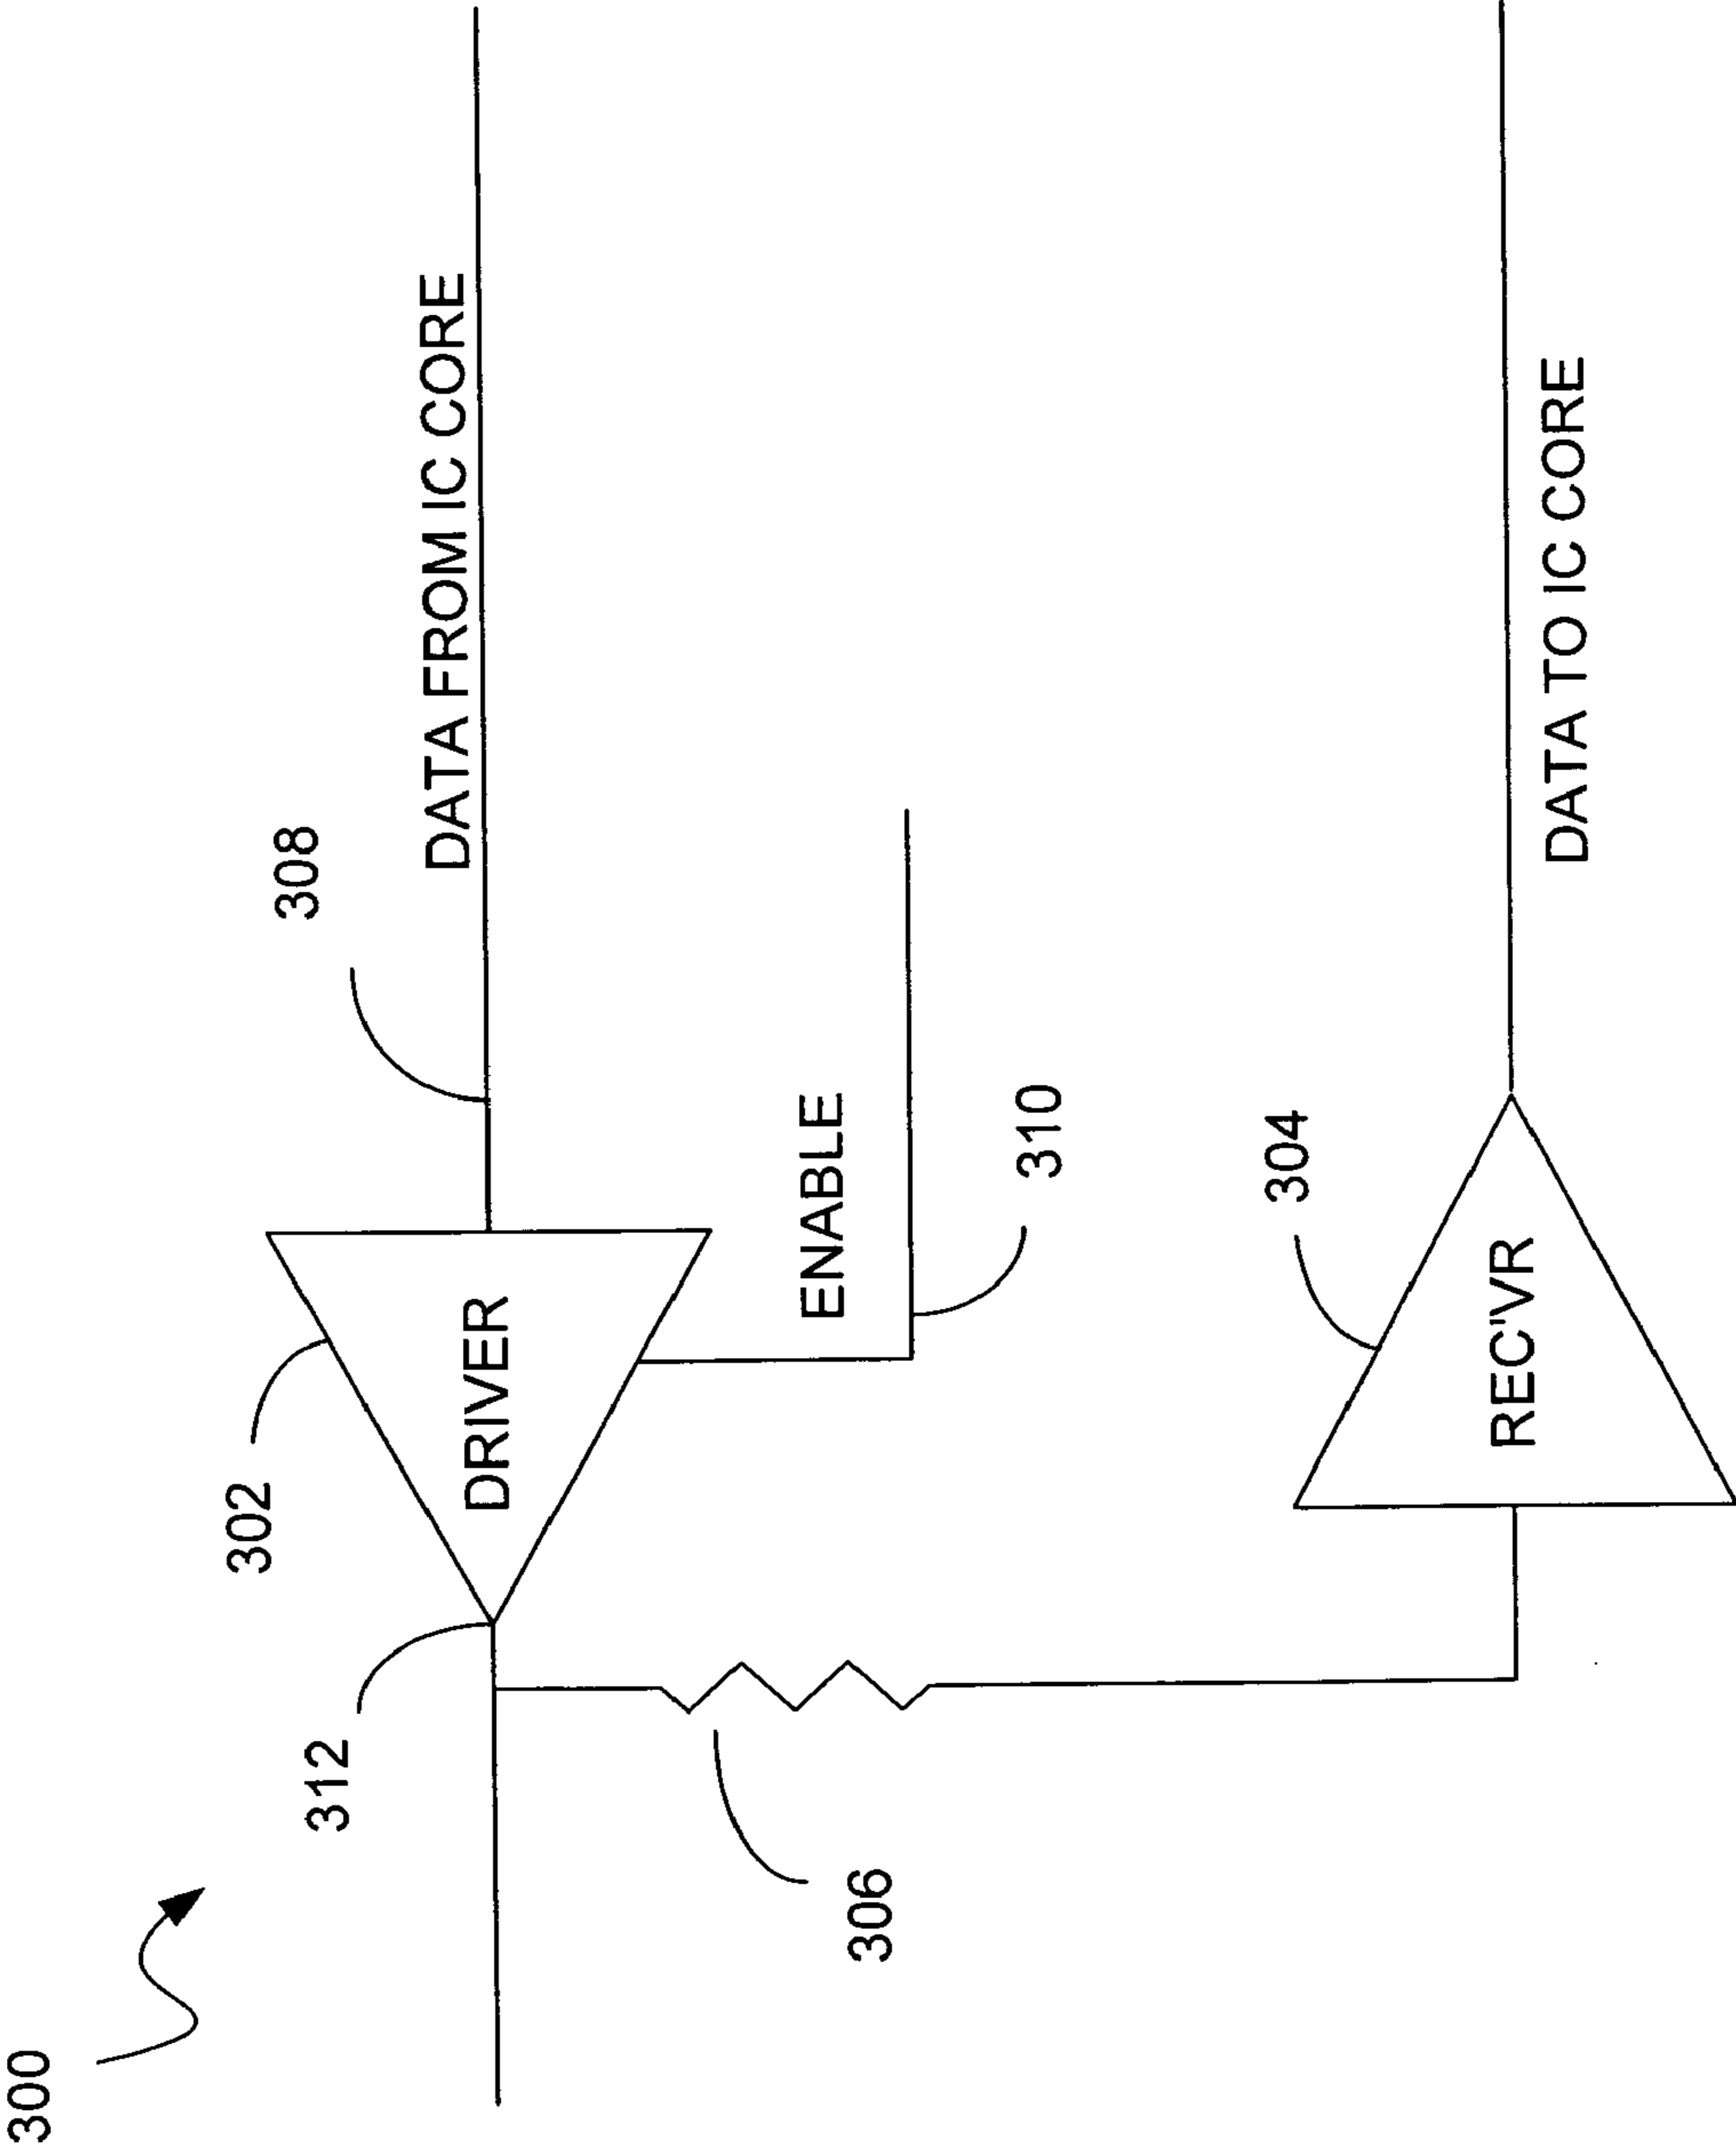 300
312
302
308
DRIVER
DATA FROM IC CORE
306
ENABLE
310
304
REC'VR
DATA TO IC CORE